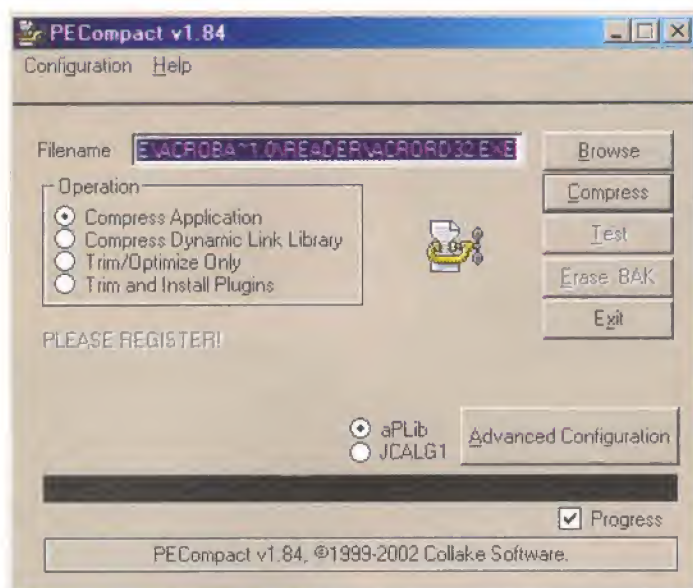 PECompact v1.84
Configuration Help
Filename E\ACROBA~1.0\READER\ACRORD32.EXE Browse
Operation
Compress Application
Compress Dynamic Link Library
Trim/Optimize Only
Trim and Install Plugins
Compress
Test
Erase .BAK
Exit
PLEASE REGISTER!
aPLib
JCALG1
Advanced Configuration
Progress
PECompact v1.84, ©1999-2002 Collake Software.